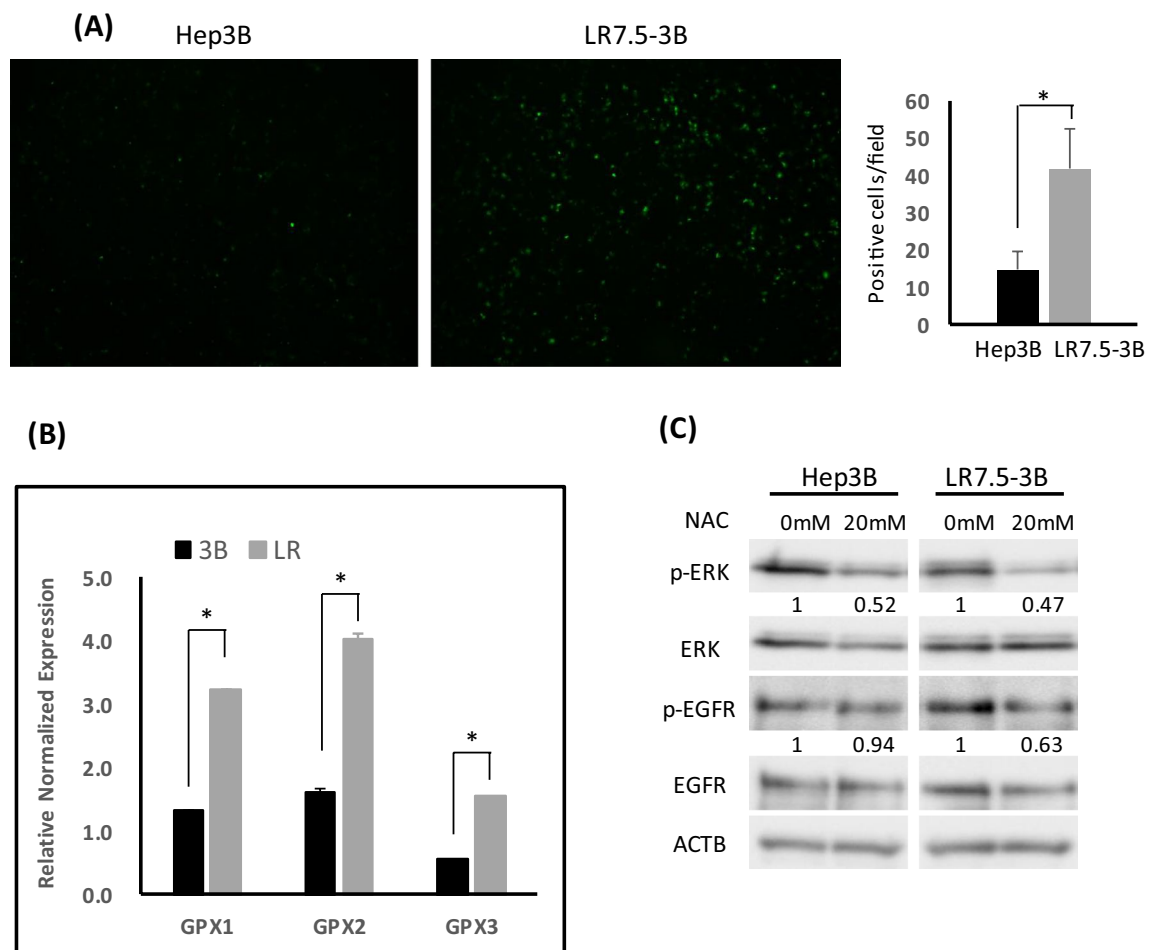 (A)
Hep3B
LR7.5-3B
Positive cells/field
60
50
40
30
20
10
0
*
Hep3B LR7.5-3B
(B)
3B LR
Relative Normalized Expression
5.0
4.0
3.0
2.0
1.0
0.0
*
*
*
GPX1 GPX2 GPX3
(C)
Hep3B LR7.5-3B
NAC 0mM 20mM 0mM 20mM
p-ERK
1 0.52 1 0.47
ERK
p-EGFR
1 0.94 1 0.63
EGFR
ACTB